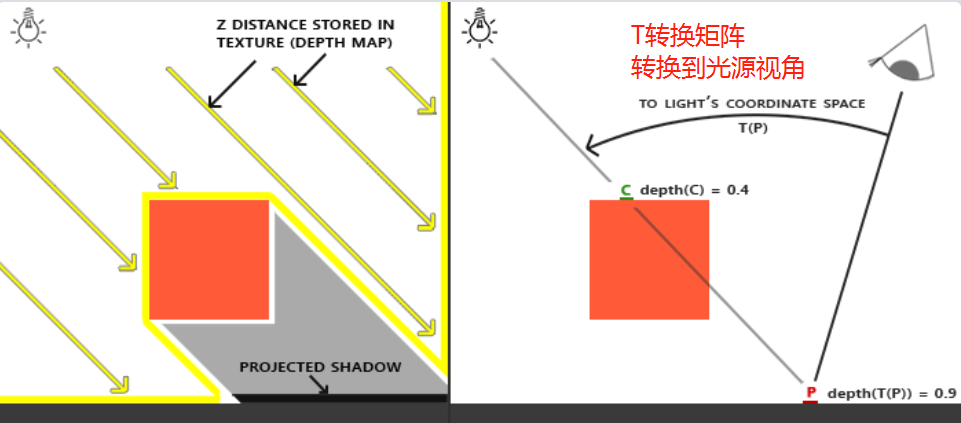 Z DISTANCE STORED IN
TEXTURE (DEPTH MAP)
PROJECTED SHADOW
T转换矩阵
转换到光源视角
TO LIGHT'S COORDINATE SPACE
T(P)
C depth(C) = 0.4
P depth(T(P)) = 0.9